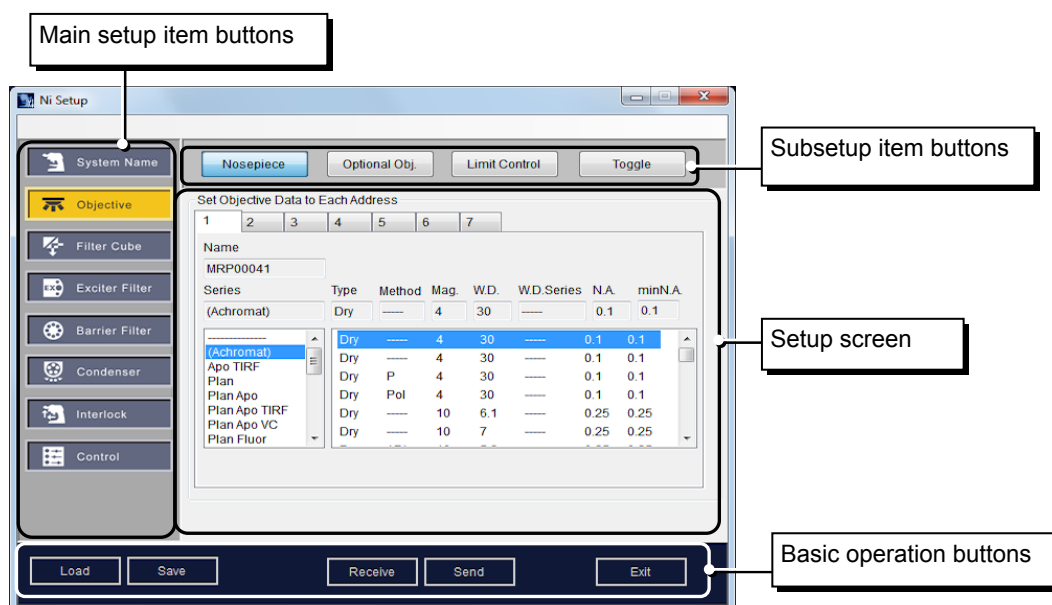 Main setup item buttons
Ni Setup
Subsetup item buttons
System Name
Objective
Filter Cube
EX
Exciter Filter
Barrier Filter
Condenser
Interlock
Control
Nosepiece Optional Obj. Limit Control Toggle
Set Objective Data to Each Address
1 2 3 4 5 6 7
Name
MRP00041
Series Type Method Mag. W.D. W.D.Series N.A. minN.A.
(Achromat) Dry ----- 4 30 ----- 0.1 0.1
--------------
(Achromat)
Apo TIRF
Plan
Plan Apo
Plan Apo TIRF
Plan Apo VC
Plan Fluor
Dry ----- 4 30 ----- 0.1 0.1
Dry ----- 4 30 ----- 0.1 0.1
Dry P 4 30 ----- 0.1 0.1
Dry Pol 4 30 ----- 0.1 0.1
Dry ----- 10 6.1 ----- 0.25 0.25
Dry ----- 10 7 ----- 0.25 0.25
Setup screen
Load Save Receive Send Exit
Basic operation buttons